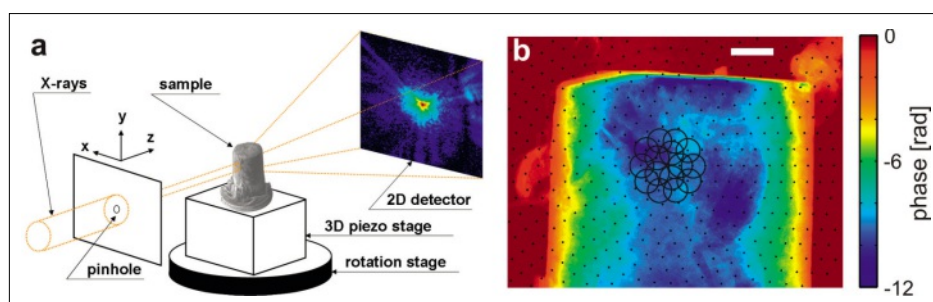 a
X-rays
sample
y
x
z
2D detector
3D piezo stage
pinhole
rotation stage
b
0
-6
-12
phase [rad]